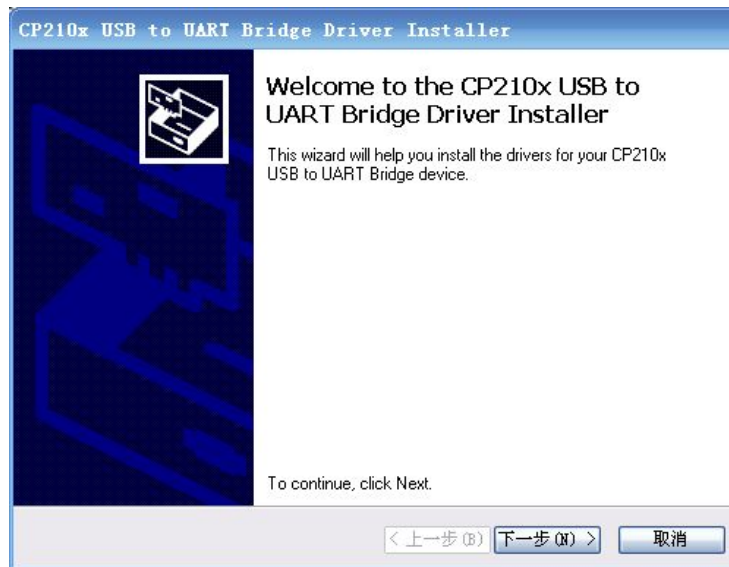 CP210x USB to UART Bridge Driver Installer
Welcome to the CP210x USB to
UART Bridge Driver Installer
This wizard will help you install the drivers for your CP210x
USB to UART Bridge device.
To continue, click Next.
< 上一步(B) 下一步(N) > 取消